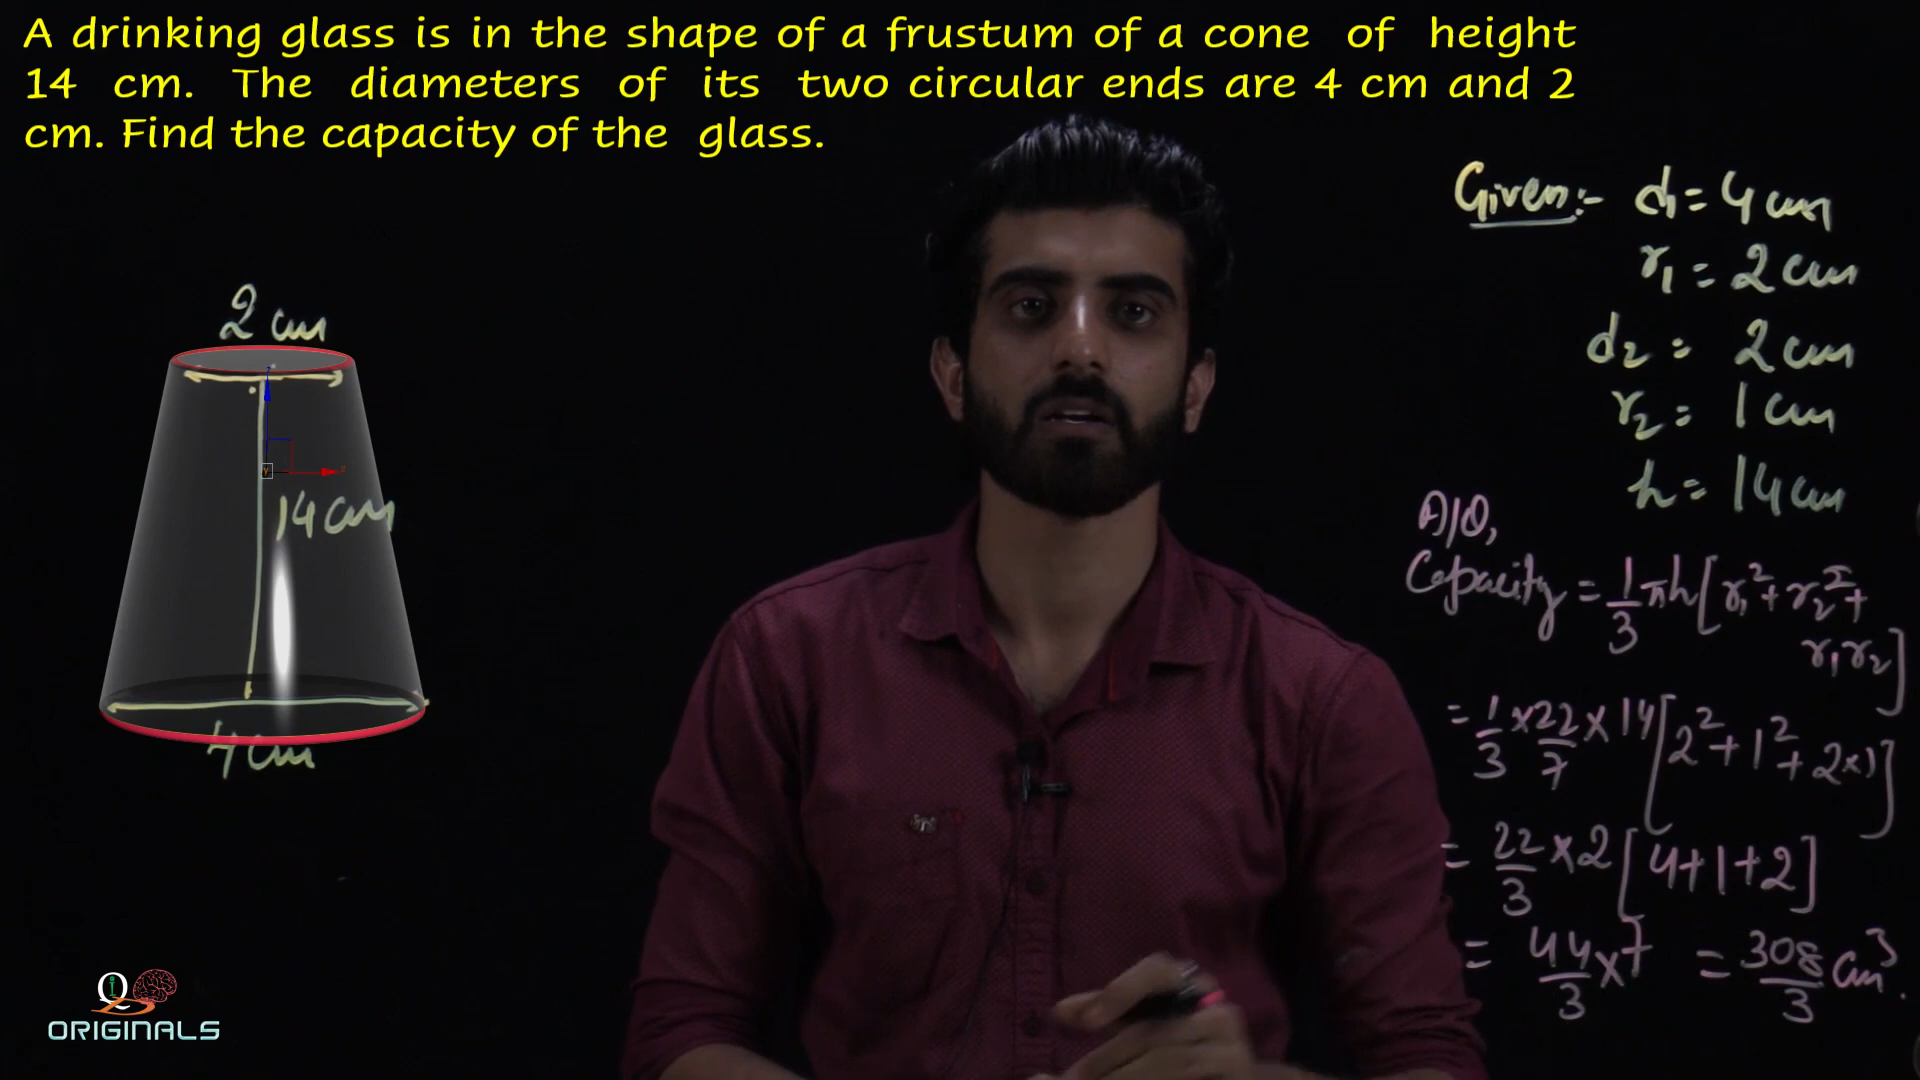 A drinking glass is in the shape of a frustum of a cone of height
14 cm. The diameters of its two circular ends are 4 cm and 2
cm. Find the capacity of the glass.
2 cm
14 cm
4 cm
Given:- d₁ = 4 cm
r₁ = 2 cm
d₂ = 2 cm
r₂ = 1 cm
h = 14 cm
A/Q,
Capacity = 1/3 πh [r₁² + r₂² +
r₁r₂]
= 1/3 × 22/7 × 14 [2² + 1² + 2×1]
= 22/3 × 2 [4+1+2]
= 44/3 × 7 = 308/3 cm³.
ORIGINALS